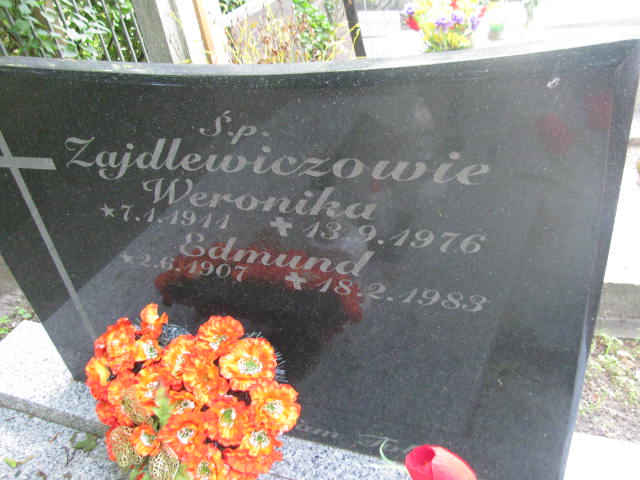 Ś.p.
Zajdlewiczowie
Weronika
*7.1.1911 ✝ 13.9.1976
Edmund
*2.6.1907 ✝ 18.2.1983